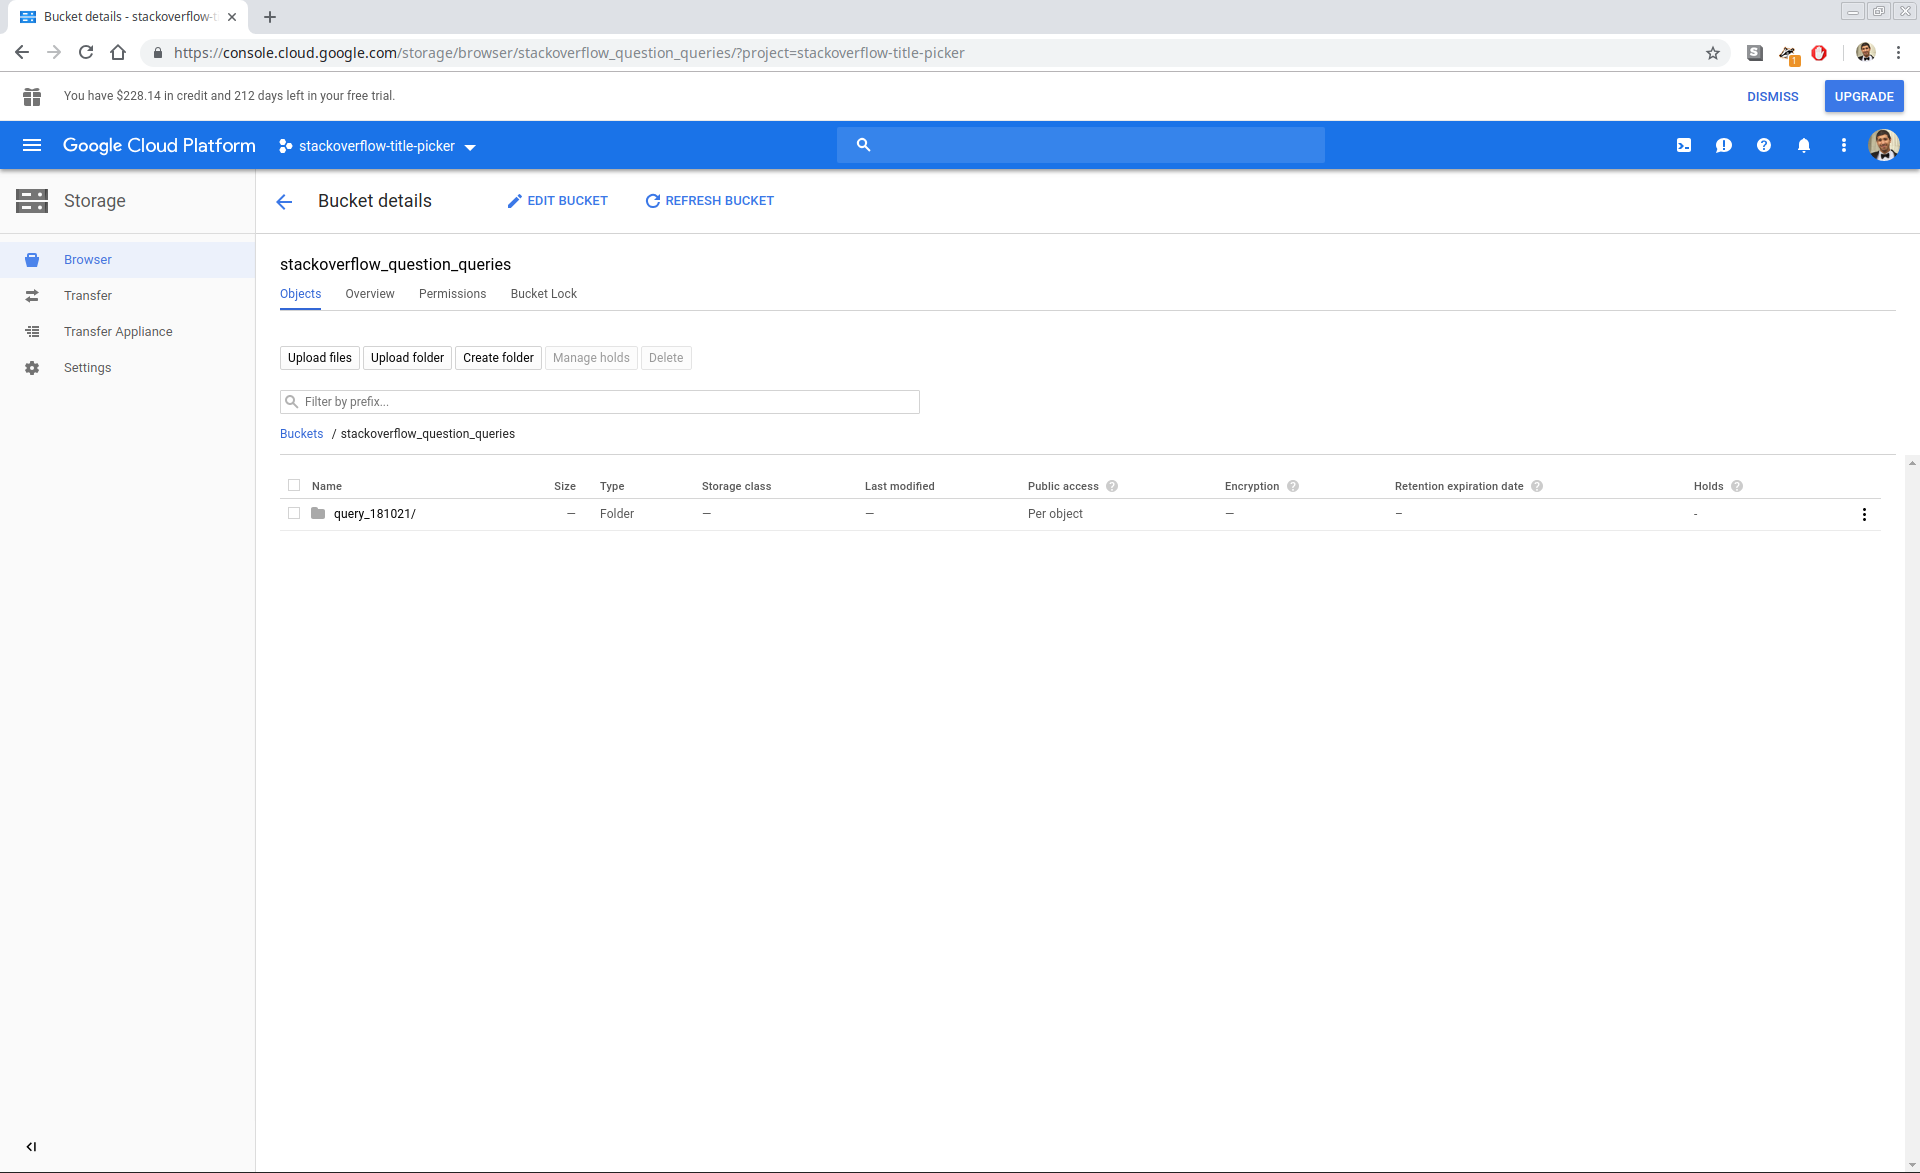 Bucket details - stackoverflow-t
https://console.cloud.google.com/storage/browser/stackoverflow_question_queries/?project=stackoverflow-title-picker
S
1
You have $228.14 in credit and 212 days left in your free trial.
DISMISS
UPGRADE
Google Cloud Platform
stackoverflow-title-picker
Storage
Bucket details
EDIT BUCKET
REFRESH BUCKET
Browser
Transfer
Transfer Appliance
Settings
stackoverflow_question_queries
Objects Overview Permissions Bucket Lock
Upload files Upload folder Create folder Manage holds Delete
Filter by prefix...
Buckets / stackoverflow_question_queries
Name Size Type Storage class Last modified Public access ? Encryption ? Retention expiration date ? Holds ?
query_181021/ — Folder — — Per object — – -